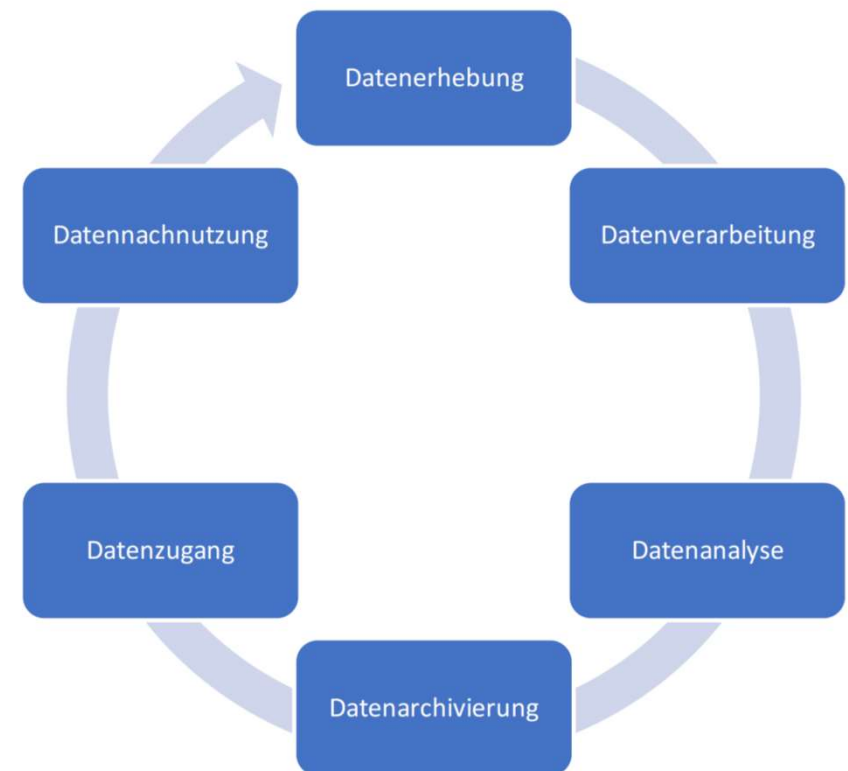 Datenerhebung
Datenverarbeitung
Datenanalyse
Datenarchivierung
Datenzugang
Datennachnutzung